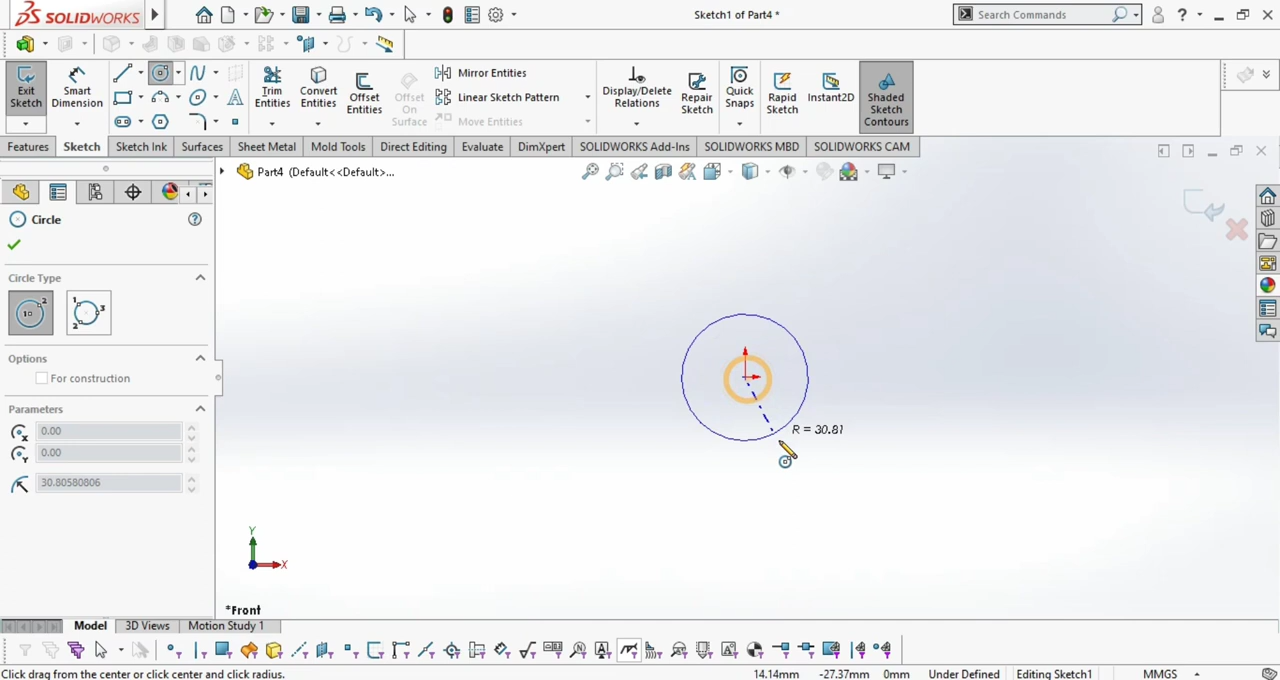 SOLIDWORKS
Sketch1 of Part4 *
Search Commands
Exit Sketch
Smart Dimension
Trim Entities
Convert Entities
Offset Entities
Offset On Surface
Mirror Entities
Linear Sketch Pattern
Move Entities
Display/Delete Relations
Repair Sketch
Quick Snaps
Rapid Sketch
Instant2D
Shaded Sketch Contours
Features
Sketch
Sketch Ink
Surfaces
Sheet Metal
Mold Tools
Direct Editing
Evaluate
DimXpert
SOLIDWORKS Add-Ins
SOLIDWORKS MBD
SOLIDWORKS CAM
Part4 (Default<<Default>...
Circle
Circle Type
Options
For construction
Parameters
0.00
0.00
30.80580806
R = 30.81
Y
X
*Front
Model
3D Views
Motion Study 1
Click drag from the center or click center and click radius.
14.14mm
-27.37mm
0mm
Under Defined
Editing Sketch1
MMGS